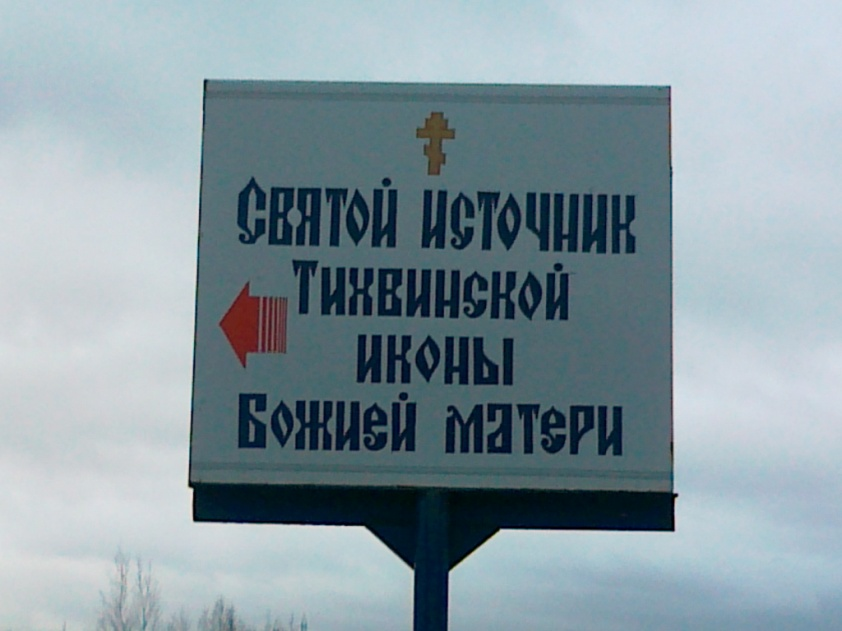 Святой источник
Тихвинской
иконы
Божией матери